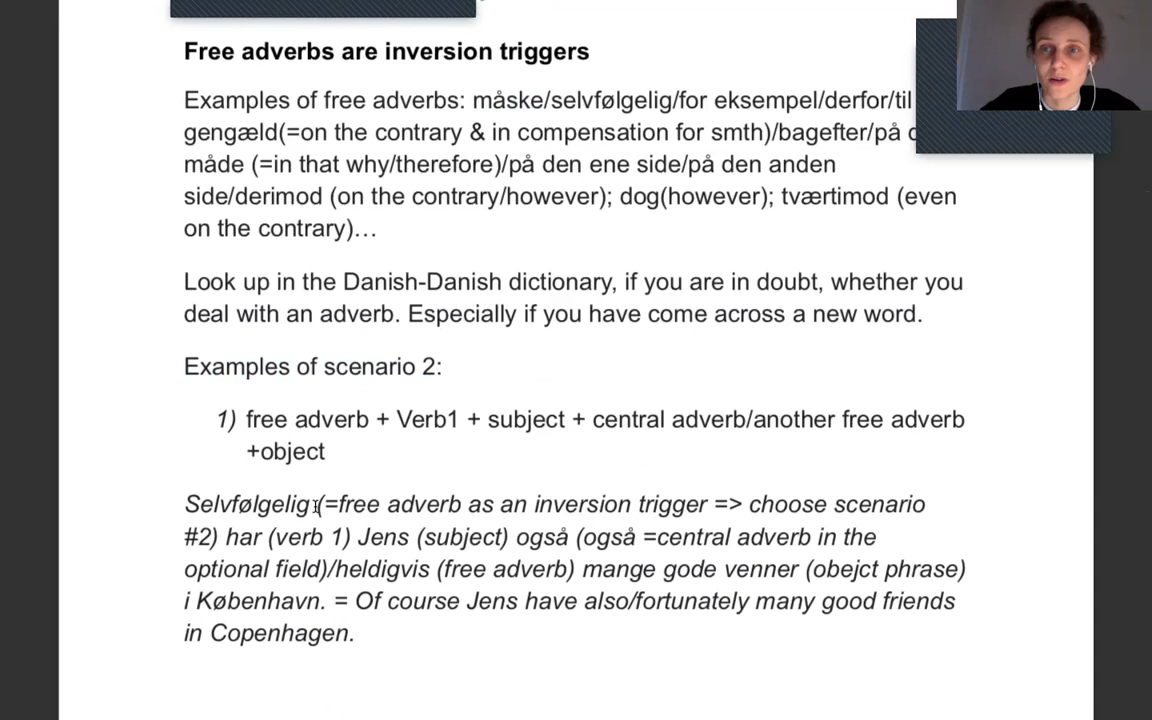 Free adverbs are inversion triggers
Examples of free adverbs: måske/selvfølgelig/for eksempel/derfor/til
gengæld(=on the contrary & in compensation for smth)/bagefter/på
måde (=in that why/therefore)/på den ene side/på den anden
side/derimod (on the contrary/however); dog(however); tværtimod (even
on the contrary)…
Look up in the Danish-Danish dictionary, if you are in doubt, whether you
deal with an adverb. Especially if you have come across a new word.
Examples of scenario 2:
1) free adverb + Verb1 + subject + central adverb/another free adverb
+object
Selvfølgelig (=free adverb as an inversion trigger => choose scenario
#2) har (verb 1) Jens (subject) også (også =central adverb in the
optional field)/heldigvis (free adverb) mange gode venner (obejct phrase)
i København. = Of course Jens have also/fortunately many good friends
in Copenhagen.